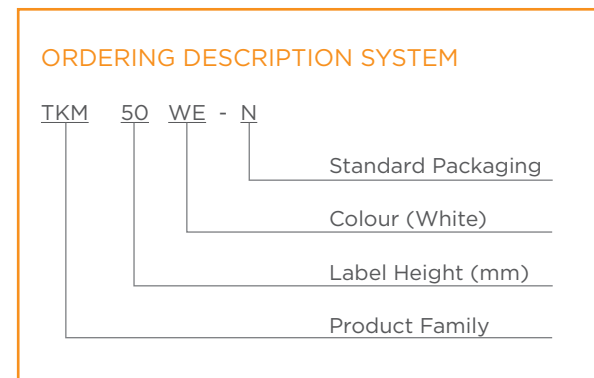 ORDERING DESCRIPTION SYSTEM
TKM 50 WE - N
Standard Packaging
Colour (White)
Label Height (mm)
Product Family